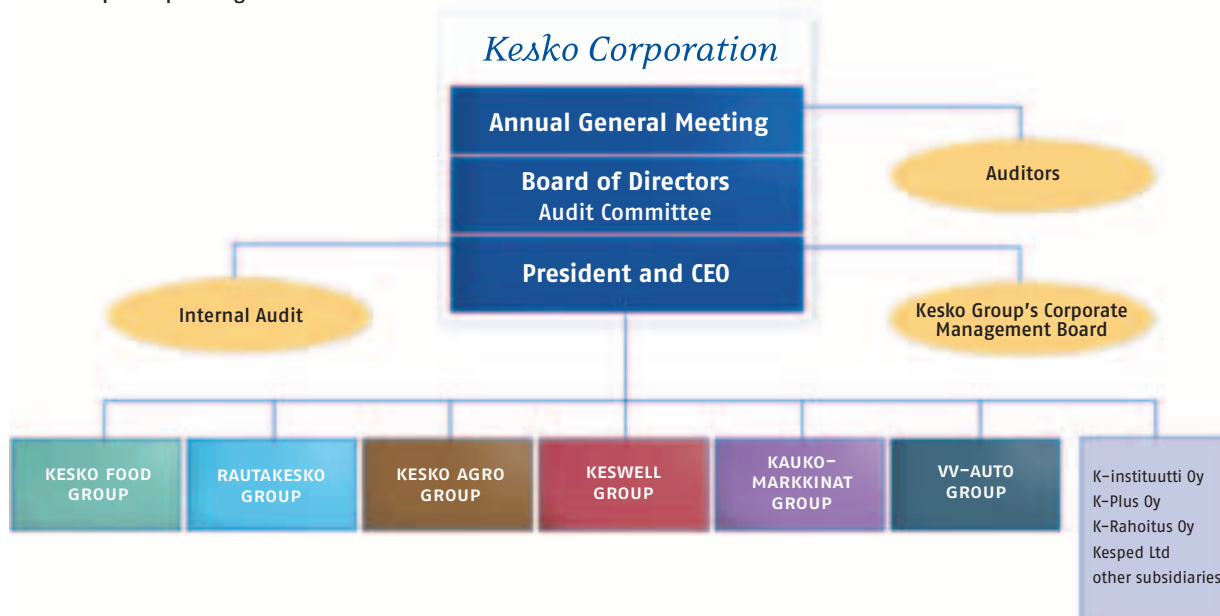 Kesko Corporation
Annual General Meeting
Board of Directors
Audit Committee
President and CEO
Auditors
Internal Audit
Kesko Group's Corporate
Management Board
KESKO FOOD
GROUP
RAUTAKESKO
GROUP
KESKO AGRO
GROUP
KESWELL
GROUP
KAUKO-
MARKKINAT
GROUP
VV-AUTO
GROUP
K-instituutti Oy
K-Plus Oy
K-Rahoitus Oy
Kesped Ltd
other subsidiaries